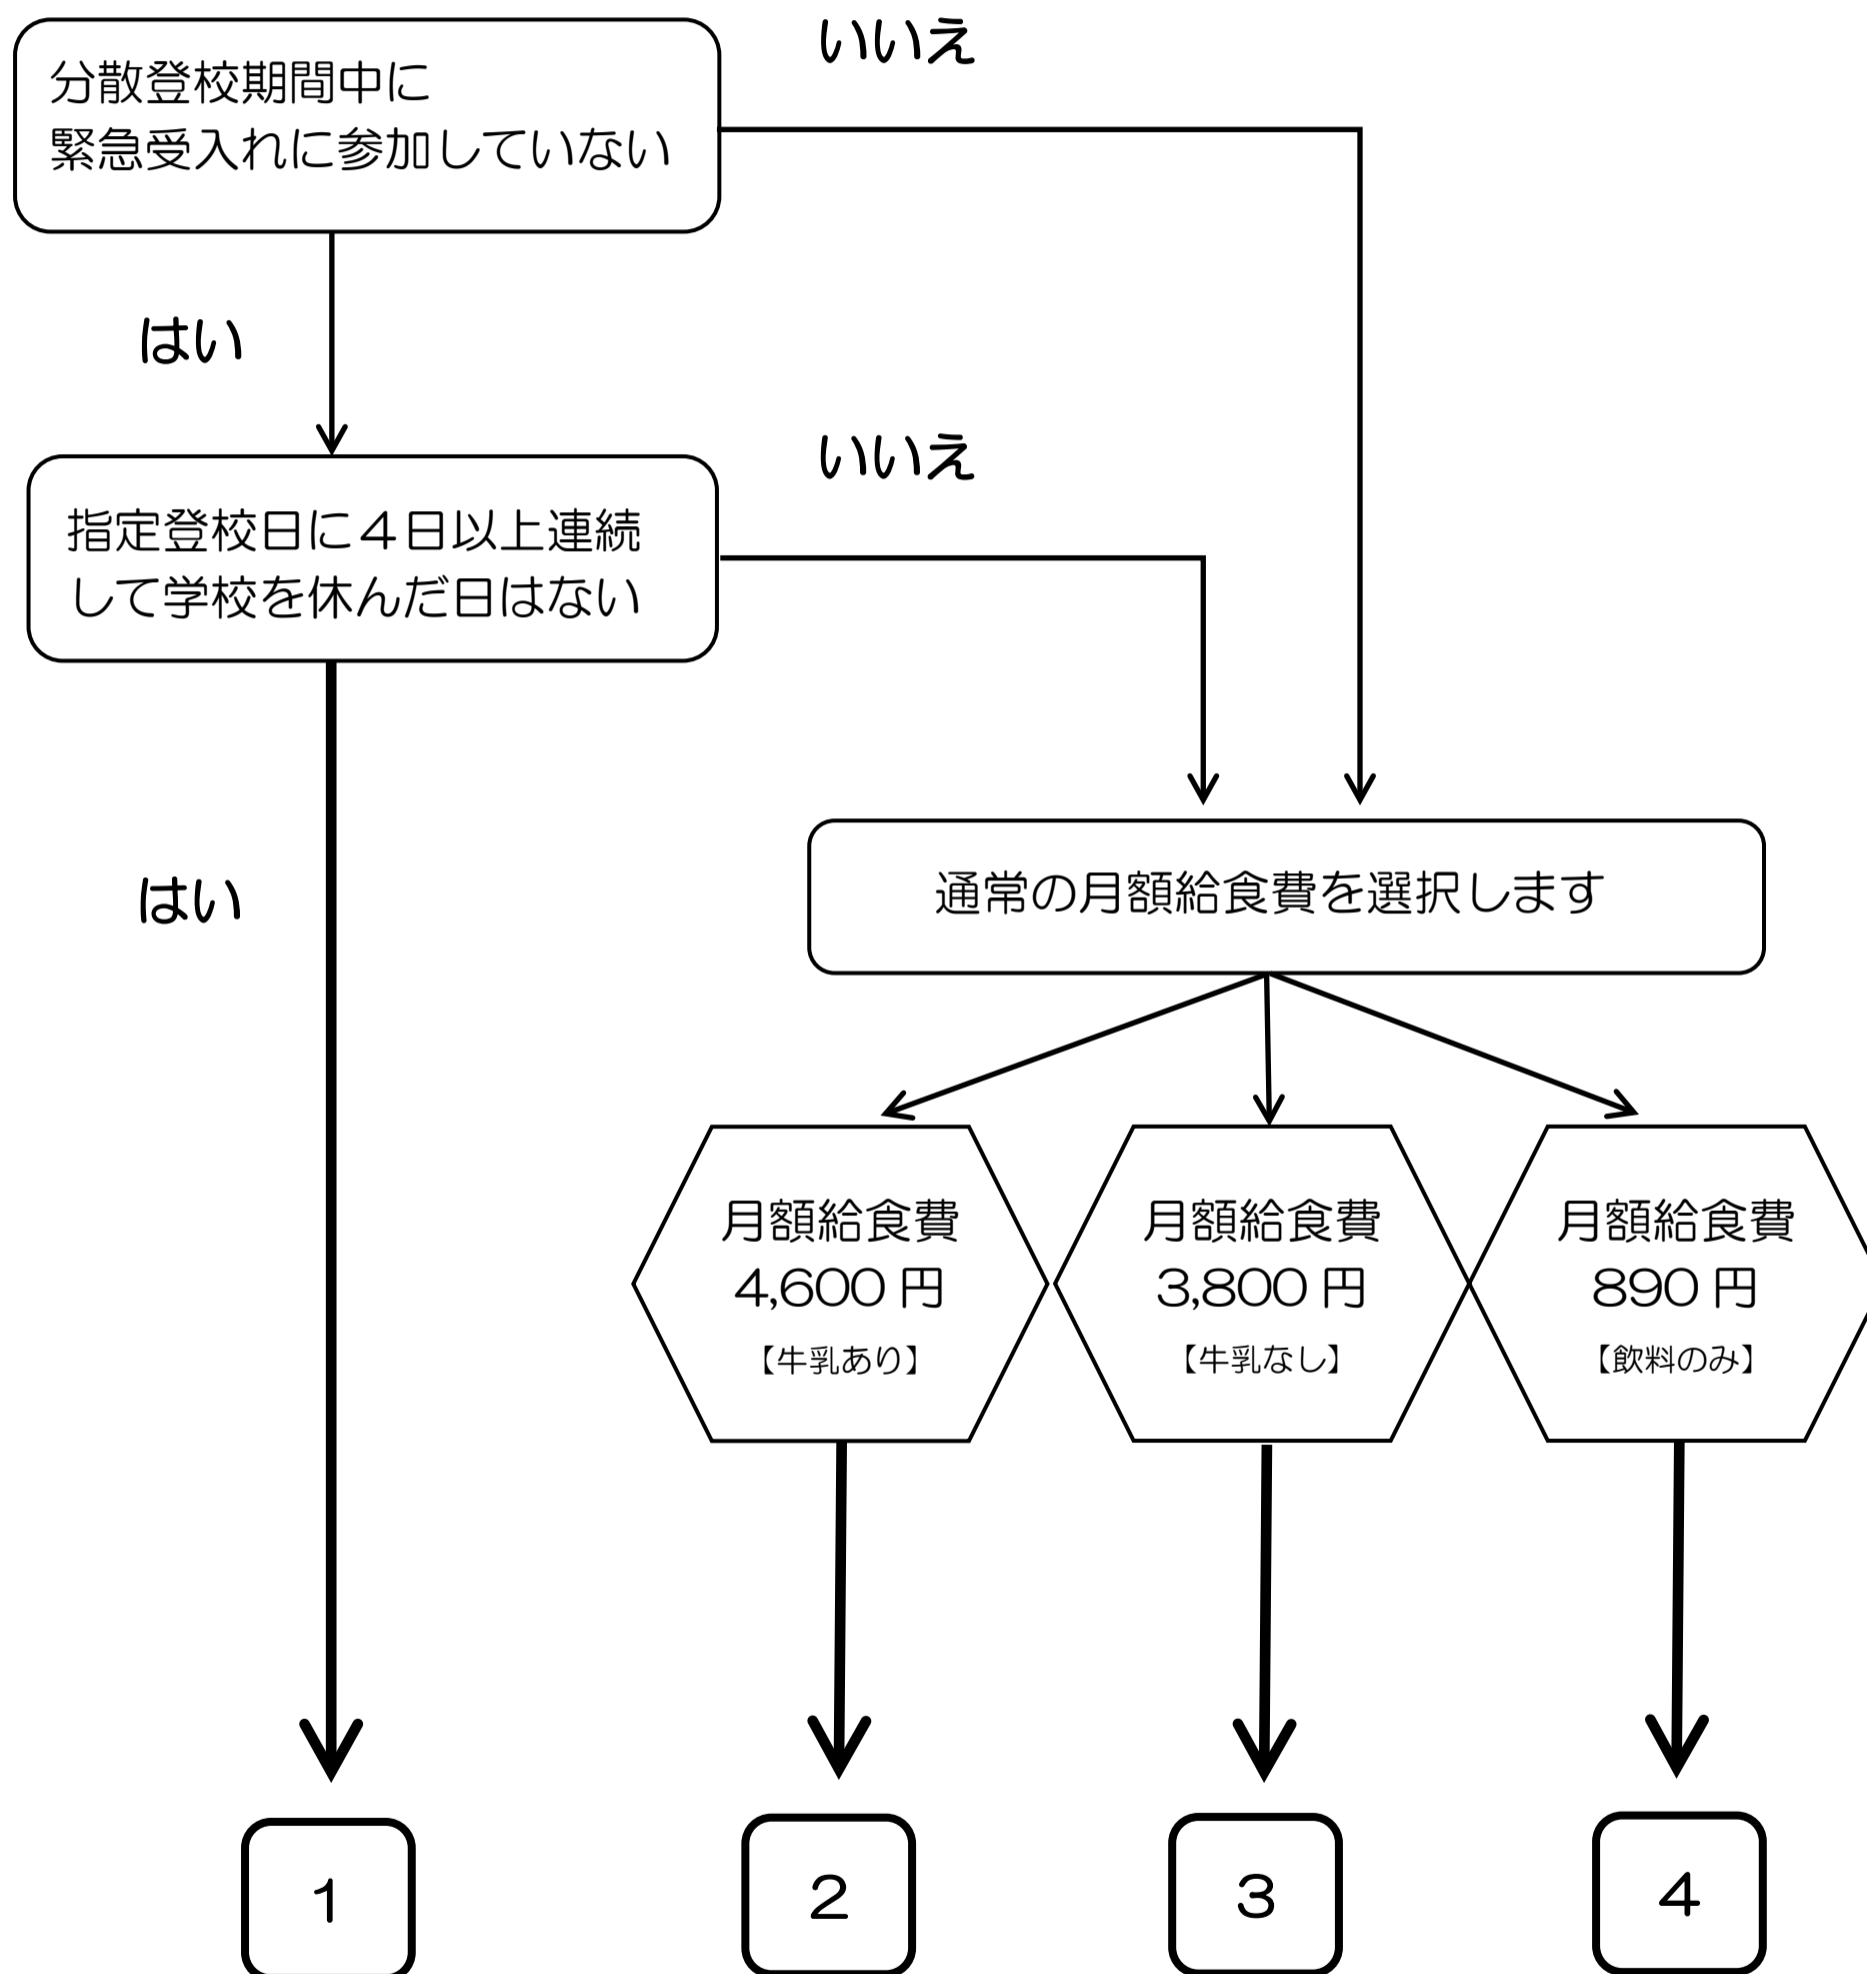 いいえ
分散登校期間中に
緊急受入れに参加していない
はい
いいえ
指定登校日に４日以上連続
して学校を休んだ日はない
はい
通常の月額給食費を選択します
月額給食費
4,600 円
【牛乳あり】
月額給食費
3,800 円
【牛乳なし】
月額給食費
890 円
【飲料のみ】
1
2
3
4